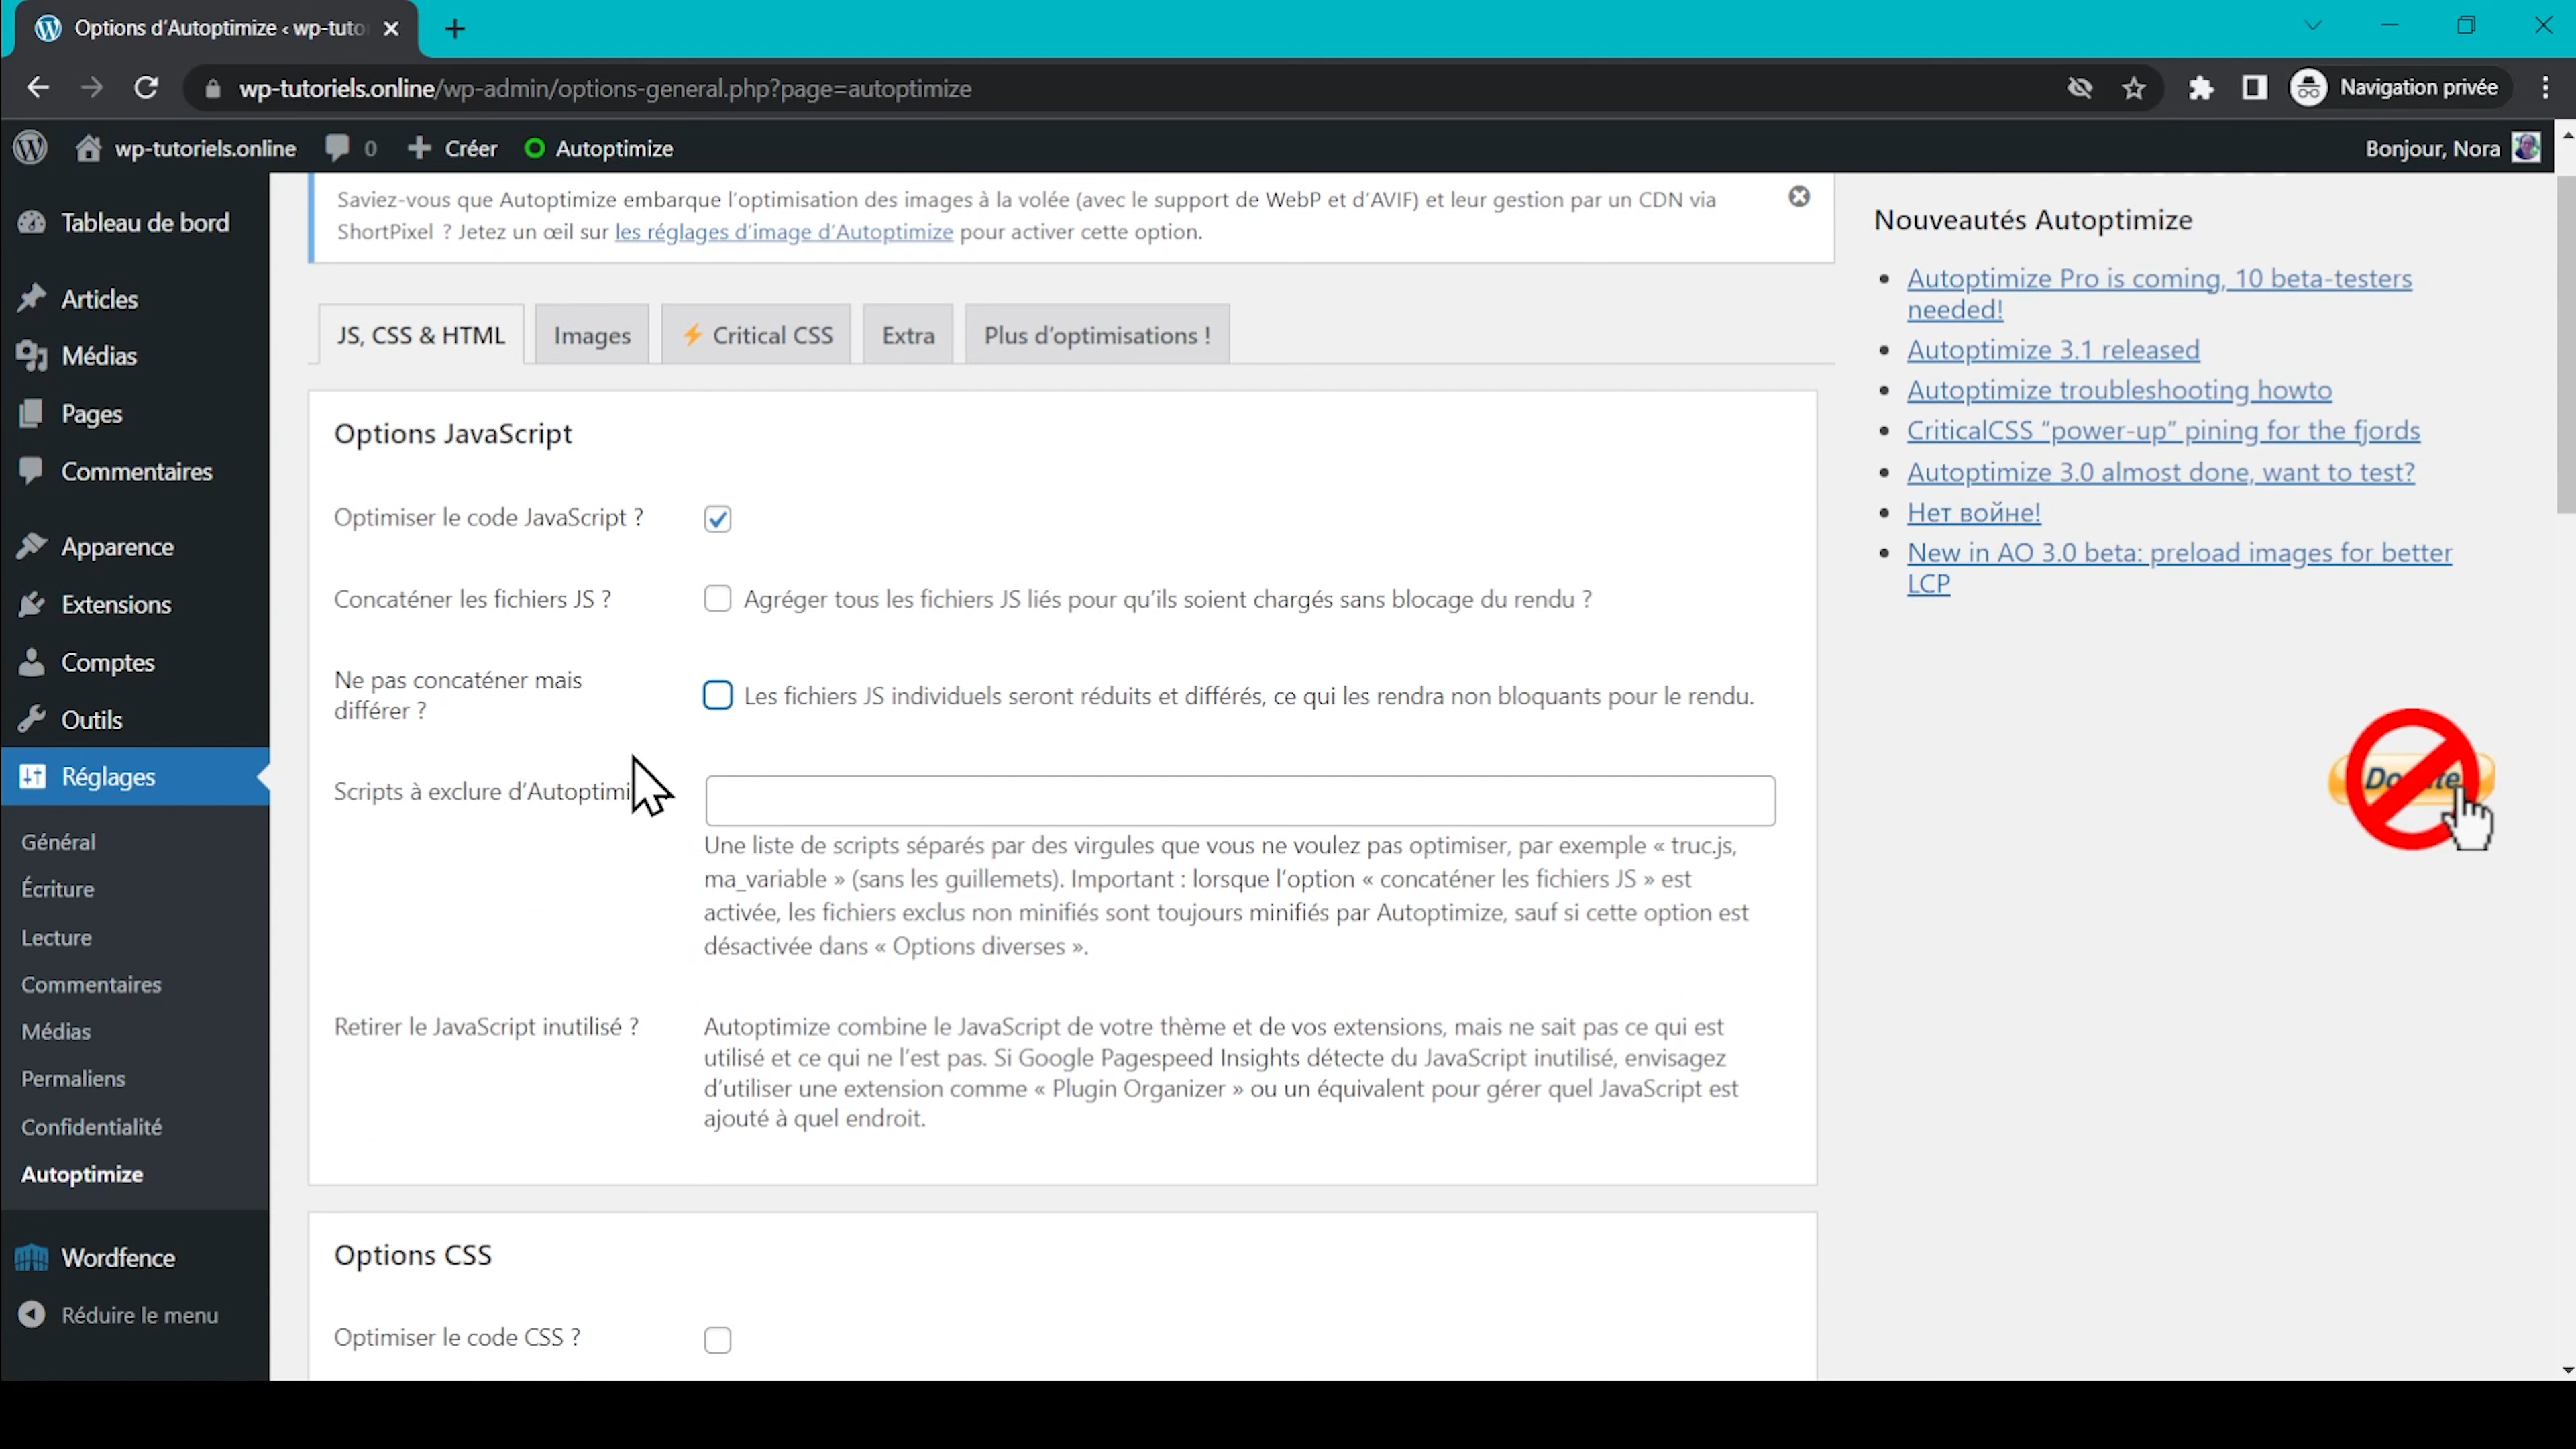 Options d'Autoptimize ‹ wp-tuto
wp-tutoriels.online/wp-admin/options-general.php?page=autoptimize
Navigation privée
wp-tutoriels.online
0
Créer
Autoptimize
Bonjour, Nora
Tableau de bord
Articles
Médias
Pages
Commentaires
Apparence
Extensions
Comptes
Outils
Réglages
Général
Écriture
Lecture
Commentaires
Médias
Permaliens
Confidentialité
Autoptimize
Wordfence
Réduire le menu
Saviez-vous que Autoptimize embarque l'optimisation des images à la volée (avec le support de WebP et d'AVIF) et leur gestion par un CDN via
ShortPixel ? Jetez un œil sur les réglages d'image d'Autoptimize pour activer cette option.
JS, CSS & HTML
Images
Critical CSS
Extra
Plus d'optimisations !
Options JavaScript
Optimiser le code JavaScript ?
Concaténer les fichiers JS ?
Agréger tous les fichiers JS liés pour qu'ils soient chargés sans blocage du rendu ?
Ne pas concaténer mais
différer ?
Les fichiers JS individuels seront réduits et différés, ce qui les rendra non bloquants pour le rendu.
Scripts à exclure d'Autoptimi
Une liste de scripts séparés par des virgules que vous ne voulez pas optimiser, par exemple « truc.js,
ma_variable » (sans les guillemets). Important : lorsque l'option « concaténer les fichiers JS » est
activée, les fichiers exclus non minifiés sont toujours minifiés par Autoptimize, sauf si cette option est
désactivée dans « Options diverses ».
Retirer le JavaScript inutilisé ?
Autoptimize combine le JavaScript de votre thème et de vos extensions, mais ne sait pas ce qui est
utilisé et ce qui ne l'est pas. Si Google Pagespeed Insights détecte du JavaScript inutilisé, envisagez
d'utiliser une extension comme « Plugin Organizer » ou un équivalent pour gérer quel JavaScript est
ajouté à quel endroit.
Options CSS
Optimiser le code CSS ?
Nouveautés Autoptimize
Autoptimize Pro is coming, 10 beta-testers
needed!
Autoptimize 3.1 released
Autoptimize troubleshooting howto
CriticalCSS “power-up” pining for the fjords
Autoptimize 3.0 almost done, want to test?
Нет войне!
New in AO 3.0 beta: preload images for better
LCP